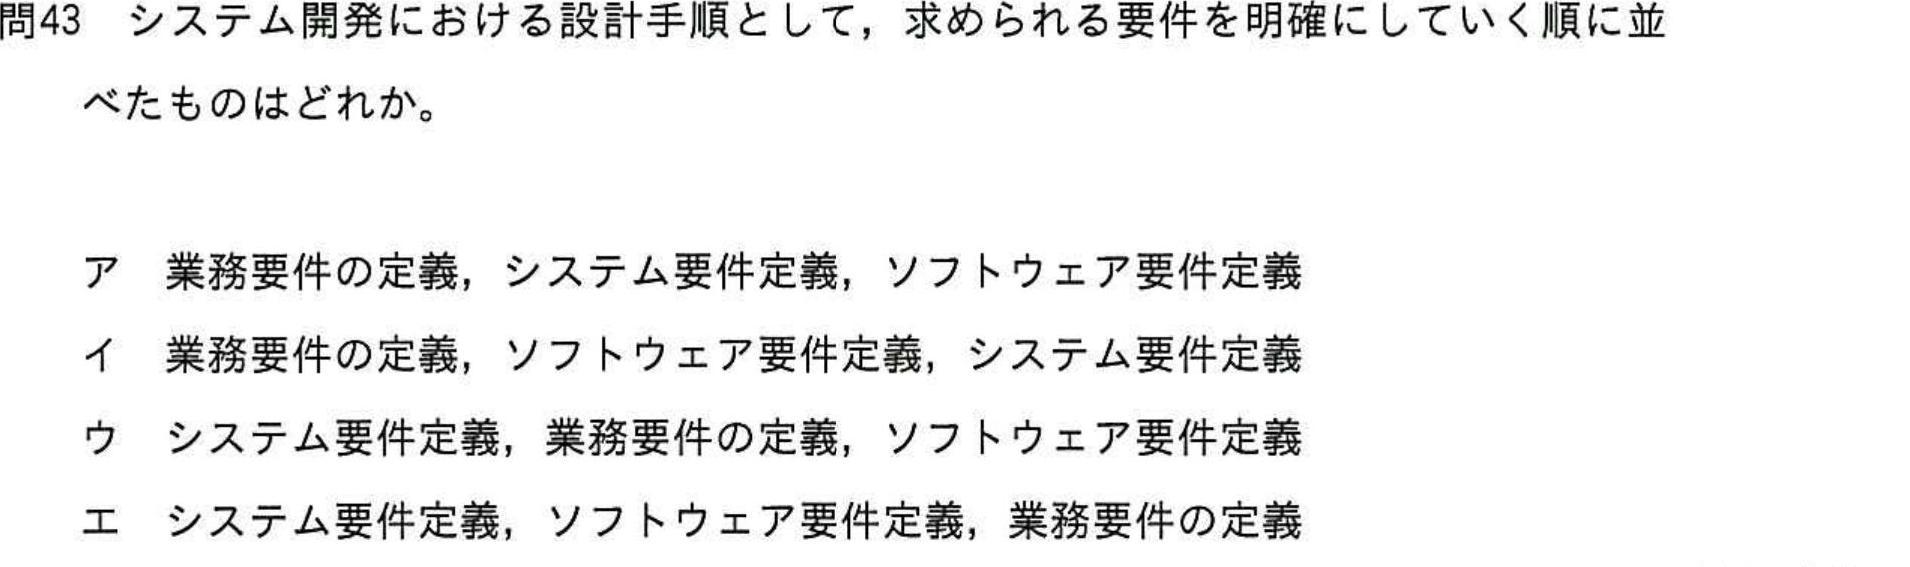 問43 システム開発における設計手順として，求められる要件を明確にしていく順に並
べたものはどれか。
ア 業務要件の定義，システム要件定義，ソフトウェア要件定義
イ 業務要件の定義，ソフトウェア要件定義，システム要件定義
ウ システム要件定義，業務要件の定義，ソフトウェア要件定義
エ システム要件定義，ソフトウェア要件定義，業務要件の定義